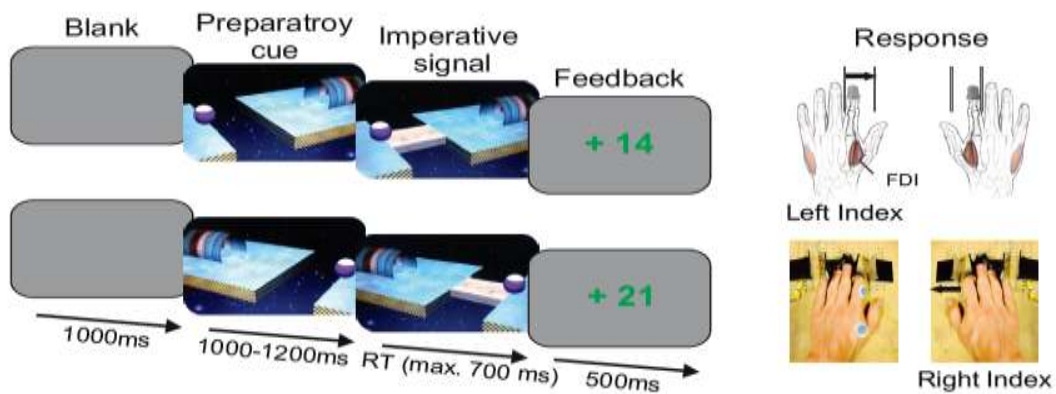 Blank
Preparatroy
cue
Imperative
signal
Feedback
+ 14
+ 21
1000ms
1000-1200ms
RT (max. 700 ms)
500ms
Response
FDI
Left Index
Right Index